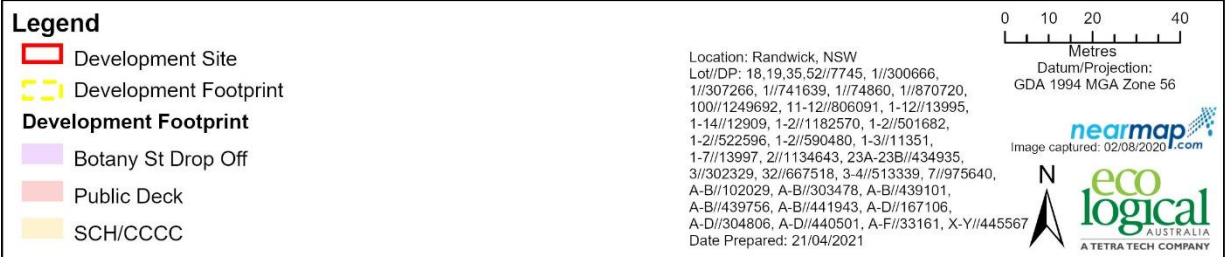 Legend
Development Site
Development Footprint
Development Footprint
Botany St Drop Off
Public Deck
SCH/CCCC
Location: Randwick, NSW
Lot//DP: 18,19,35,52//7745, 1//300666,
1//307266, 1//741639, 1//74860, 1//870720,
100//1249692, 11-12//806091, 1-12//13995,
1-14//12909, 1-2//1182570, 1-2//501682,
1-2//522596, 1-2//590480, 1-3//11351,
1-7//13997, 2//1134643, 23A-23B//434935,
3//302329, 32//667518, 3-4//513339, 7//975640,
A-B//102029, A-B//303478, A-B//439101,
A-B//439756, A-B//441943, A-D//167106,
A-D//304806, A-D//440501, A-F//33161, X-Y//445567
Date Prepared: 21/04/2021
0 10 20 40
Metres
Datum/Projection:
GDA 1994 MGA Zone 56
nearmap
.com
Image captured: 02/08/2020
N
eco
logical
AUSTRALIA
A TETRA TECH COMPANY